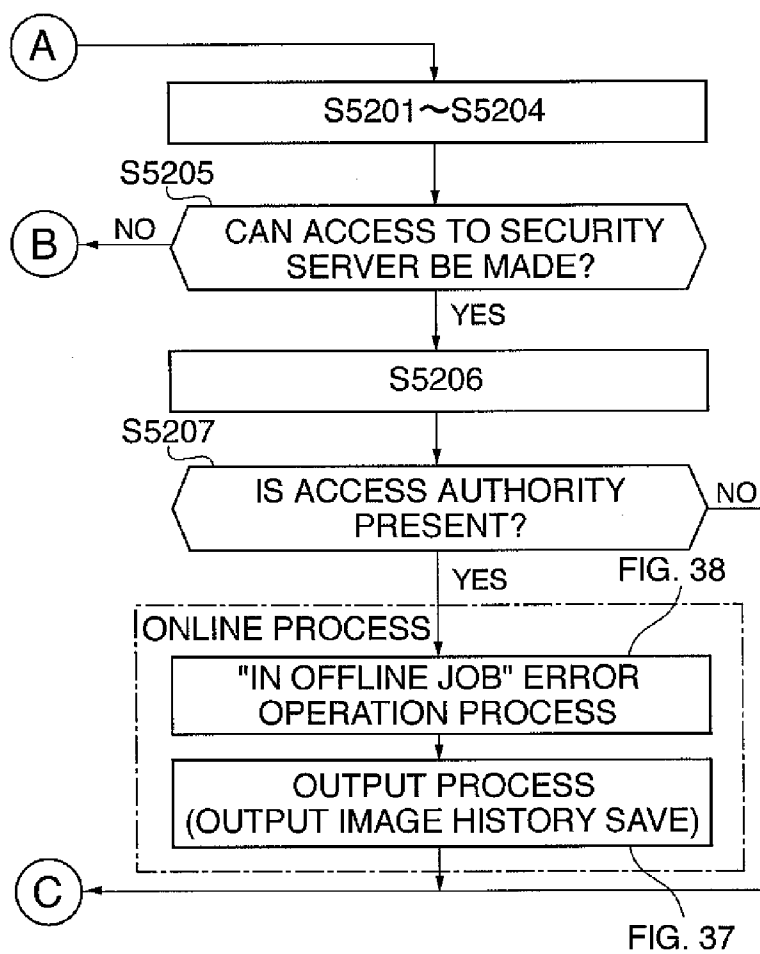 A
S5201~S5204
S5205
B
NO
CAN ACCESS TO SECURITY
SERVER BE MADE?
YES
S5206
S5207
IS ACCESS AUTHORITY
PRESENT?
NO
YES
FIG. 38
ONLINE PROCESS
"IN OFFLINE JOB" ERROR
OPERATION PROCESS
OUTPUT PROCESS
(OUTPUT IMAGE HISTORY SAVE)
C
FIG. 37